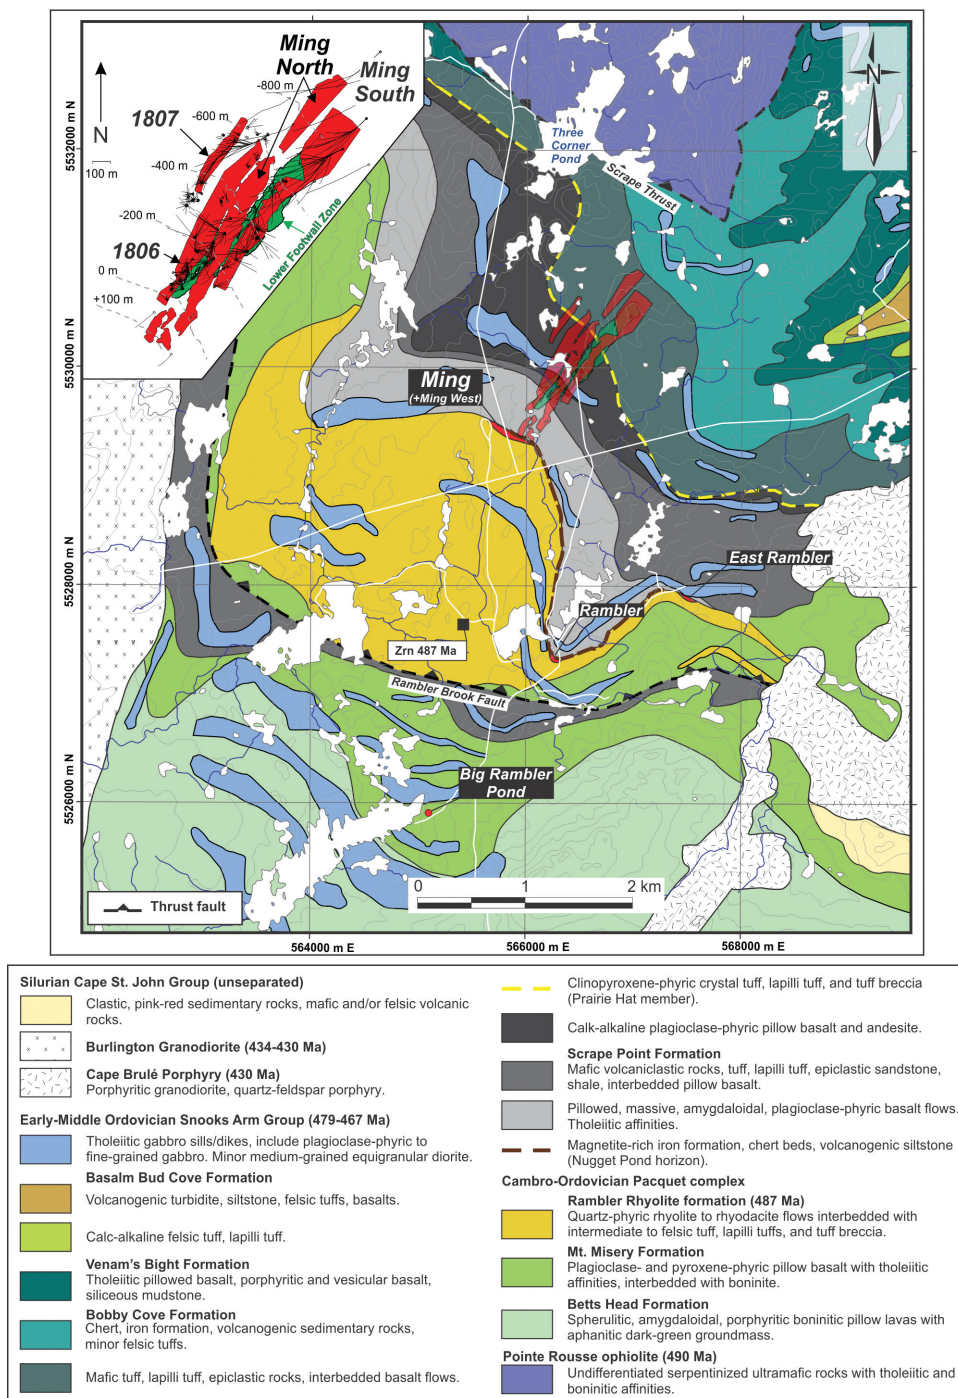 Ming
North
Ming
South
1807
1806
Lower Footwall Zone
N
100 m
-800 m
-600 m
-400 m
-200 m
0 m
+100 m
N
Three
Corner
Pond
Scrape Thrust
Ming
(+Ming West)
East Rambler
Rambler
Zrn 487 Ma
Rambler Brook Fault
Big Rambler
Pond
0 1 2 km
Thrust fault
5532000 m N
5530000 m N
5528000 m N
5526000 m N
564000 m E
566000 m E
568000 m E
Silurian Cape St. John Group (unseparated)
Clastic, pink-red sedimentary rocks, mafic and/or felsic volcanic
rocks.
Burlington Granodiorite (434-430 Ma)
Cape Brulé Porphyry (430 Ma)
Porphyritic granodiorite, quartz-feldspar porphyry.
Early-Middle Ordovician Snooks Arm Group (479-467 Ma)
Tholeiitic gabbro sills/dikes, include plagioclase-phyric to
fine-grained gabbro. Minor medium-grained equigranular diorite.
Basalm Bud Cove Formation
Volcanogenic turbidite, siltstone, felsic tuffs, basalts.
Calc-alkaline felsic tuff, lapilli tuff.
Venam's Bight Formation
Tholeiitic pillowed basalt, porphyritic and vesicular basalt,
siliceous mudstone.
Bobby Cove Formation
Chert, iron formation, volcanogenic sedimentary rocks,
minor felsic tuffs.
Mafic tuff, lapilli tuff, epiclastic rocks, interbedded basalt flows.
Clinopyroxene-phyric crystal tuff, lapilli tuff, and tuff breccia
(Prairie Hat member).
Calk-alkaline plagioclase-phyric pillow basalt and andesite.
Scrape Point Formation
Mafic volcaniclastic rocks, tuff, lapilli tuff, epiclastic sandstone,
shale, interbedded pillow basalt.
Pillowed, massive, amygdaloidal, plagioclase-phyric basalt flows.
Tholeiitic affinities.
Magnetite-rich iron formation, chert beds, volcanogenic siltstone
(Nugget Pond horizon).
Cambro-Ordovician Pacquet complex
Rambler Rhyolite formation (487 Ma)
Quartz-phyric rhyolite to rhyodacite flows interbedded with
intermediate to felsic tuff, lapilli tuffs, and tuff breccia.
Mt. Misery Formation
Plagioclase- and pyroxene-phyric pillow basalt with tholeiitic
affinities, interbedded with boninite.
Betts Head Formation
Spherulitic, amygdaloidal, porphyritic boninitic pillow lavas with
aphanitic dark-green groundmass.
Pointe Rousse ophiolite (490 Ma)
Undifferentiated serpentinized ultramafic rocks with tholeiitic and
boninitic affinities.